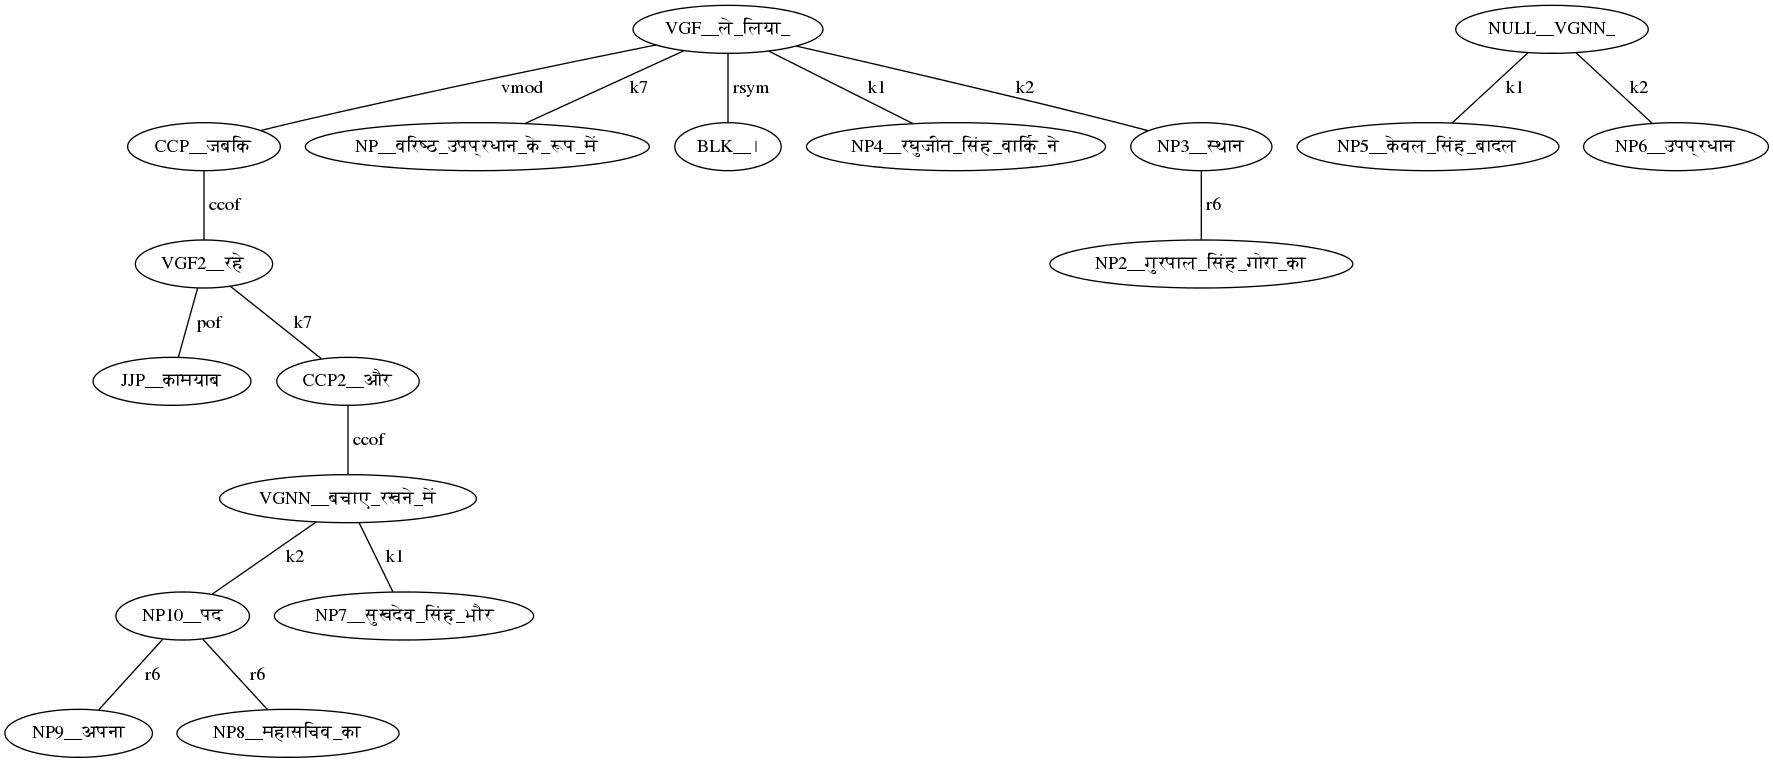 VGF__ले_लिया_ NULL__VGNN_
vmod k7 rsym k1 k2 k1 k2
CCP__जबकि NP__वरिष्ठ_उपप्रधान_के_रूप_में BLK__। NP4__रघुजीत_सिंह_वार्कि_ने NP3__स्थान NP5__केवल_सिंह_बादल NP6__उपप्रधान
ccof r6
VGF2__रहे NP2__गुरपाल_सिंह_गोरा_का
pof k7
JJP__कामयाब CCP2__और
ccof
VGNN__बचाए_रखने_में
k2 k1
NP10__पद NP7__सुखदेव_सिंह_भौर
r6 r6
NP9__अपना NP8__महासचिव_का